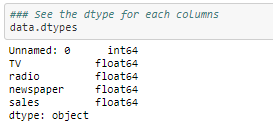 ### See the dtype for each columns
data.dtypes
Unnamed: 0      int64
TV            float64
radio         float64
newspaper     float64
sales         float64
dtype: object